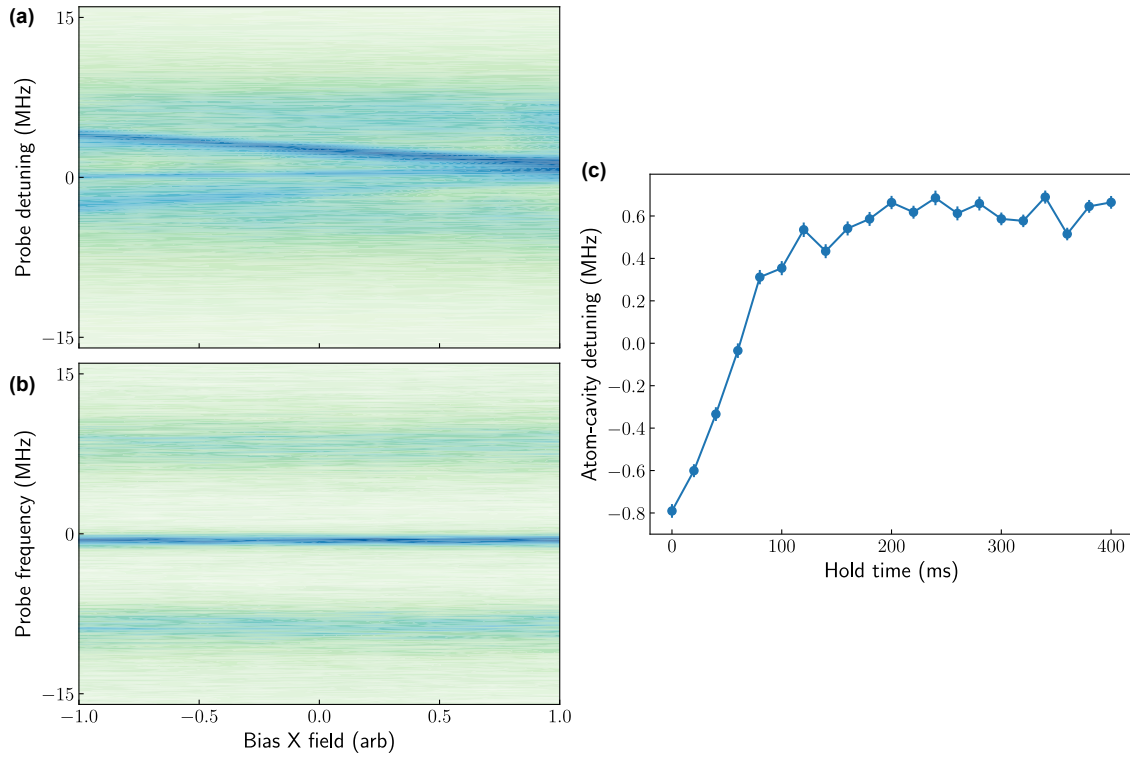 (a)
15
0
−15
Probe detuning (MHz)
(b)
15
0
−15
Probe frequency (MHz)
−1.0 −0.5 0.0 0.5 1.0
Bias X field (arb)
(c)
0.6
0.4
0.2
0.0
−0.2
−0.4
−0.6
−0.8
Atom-cavity detuning (MHz)
0 100 200 300 400
Hold time (ms)